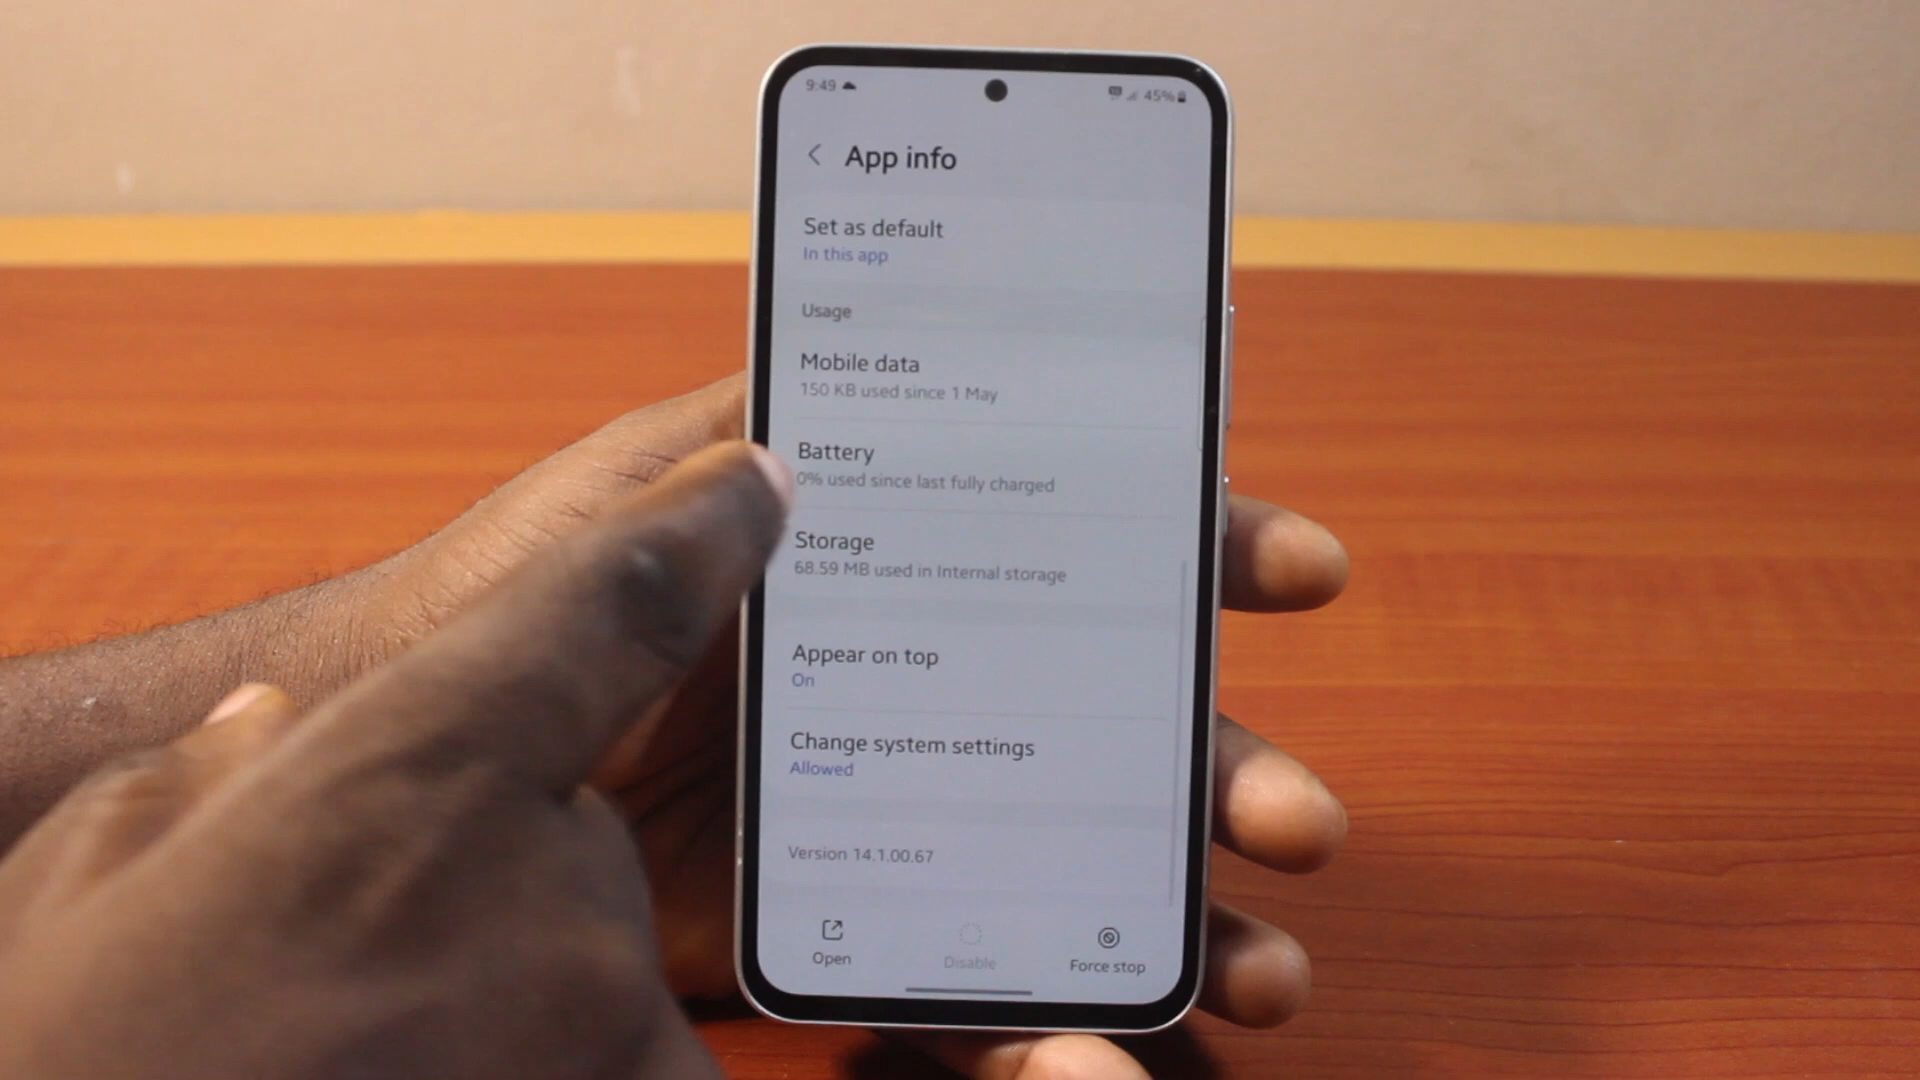 9:49 45%
App info
Set as default
In this app
Usage
Mobile data
150 KB used since 1 May
Battery
0% used since last fully charged
Storage
68.59 MB used in Internal storage
Appear on top
On
Change system settings
Allowed
Version 14.1.00.67
Open Disable Force stop